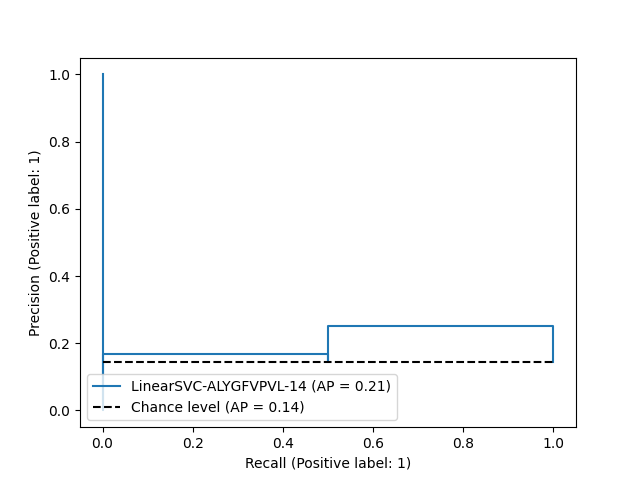 1.0
0.8
0.6
0.4
0.2
0.0
Precision (Positive label: 1)
LinearSVC-ALYGFVPVL-14 (AP = 0.21)
Chance level (AP = 0.14)
0.0 0.2 0.4 0.6 0.8 1.0
Recall (Positive label: 1)